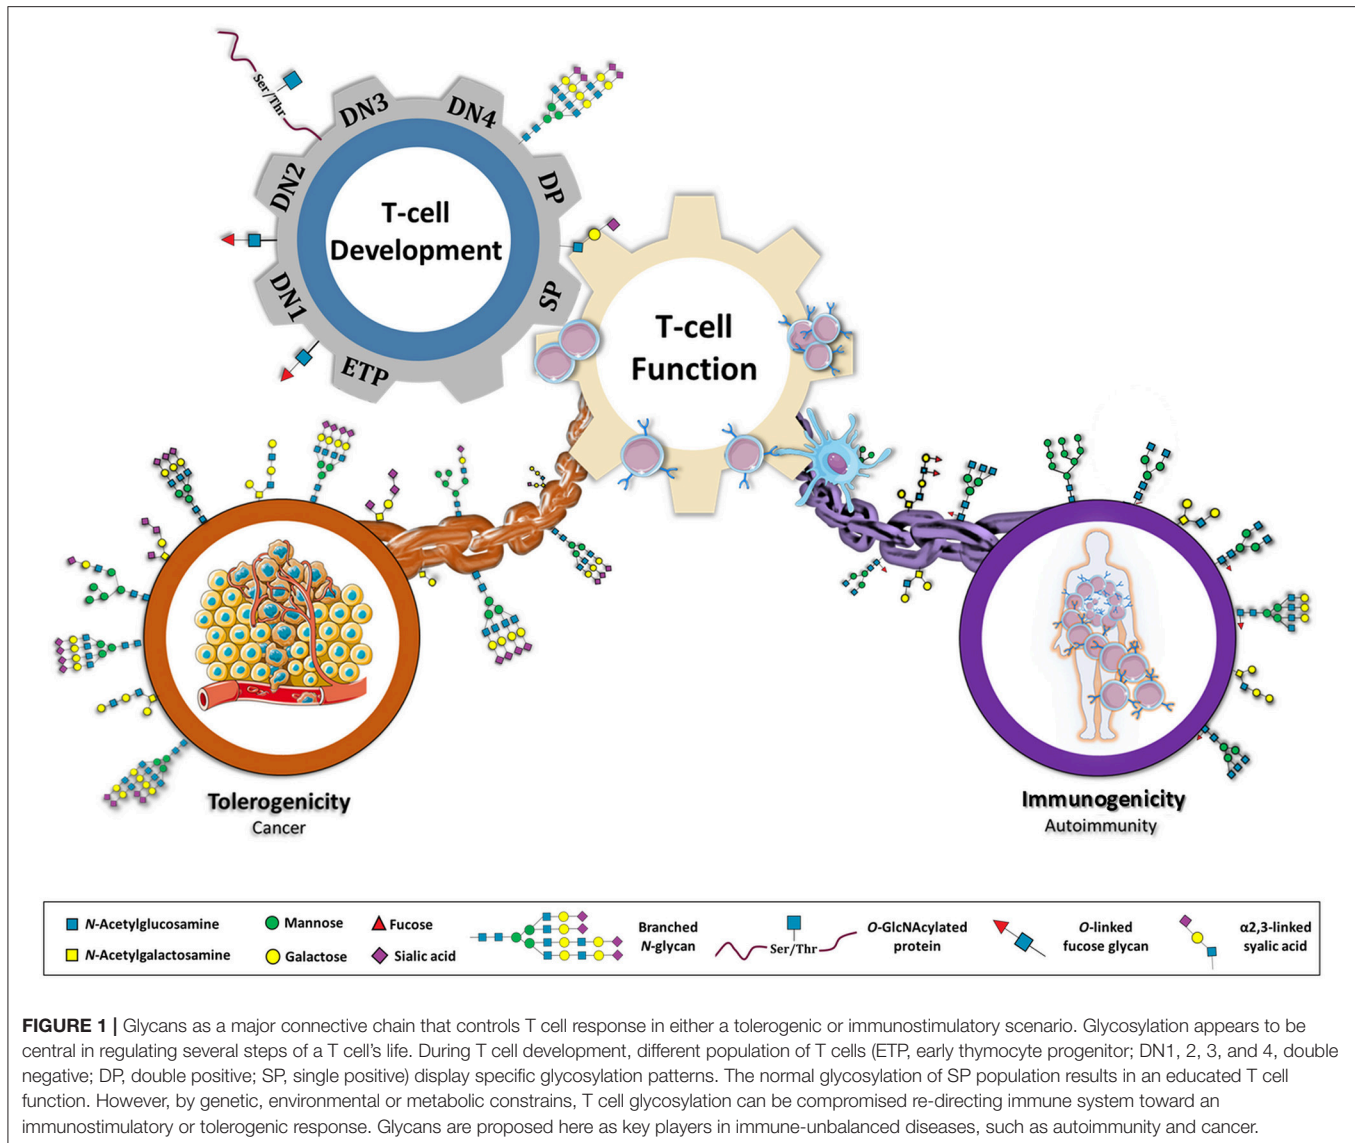 Ser/Thr
DN3
DN4
DN2
DP
T-cell
Development
DN1
SP
ETP
T-cell
Function
Tolerogenicity
Cancer
Immunogenicity
Autoimmunity
N-Acetylglucosamine
Mannose
Fucose
Branched
N-glycan
Ser/Thr
O-GlcNAcylated
protein
O-linked
fucose glycan
α2,3-linked
syalic acid
N-Acetylgalactosamine
Galactose
Sialic acid
FIGURE 1 | Glycans as a major connective chain that controls T cell response in either a tolerogenic or immunostimulatory scenario. Glycosylation appears to be
central in regulating several steps of a T cell's life. During T cell development, different population of T cells (ETP, early thymocyte progenitor; DN1, 2, 3, and 4, double
negative; DP, double positive; SP, single positive) display specific glycosylation patterns. The normal glycosylation of SP population results in an educated T cell
function. However, by genetic, environmental or metabolic constrains, T cell glycosylation can be compromised re-directing immune system toward an
immunostimulatory or tolerogenic response. Glycans are proposed here as key players in immune-unbalanced diseases, such as autoimmunity and cancer.